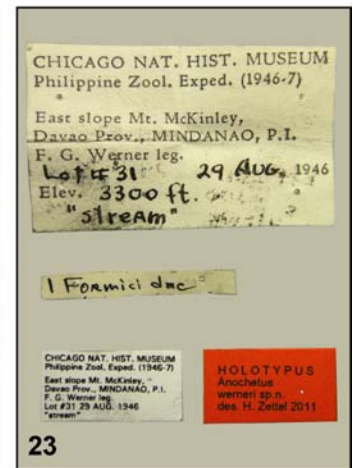 CHICAGO NAT. HIST. MUSEUM
Philippine Zool. Exped. (1946-7)
East slope Mt. McKinley,
Davao Prov., MINDANAO, P.I.
F. G. Werner leg.
Lot # 31 29 AUG. 1946
Elev. 3300 ft.
"stream"
1 Formicidae
CHICAGO NAT. HIST. MUSEUM
Philippine Zool. Exped. (1946-7)
East slope Mt. McKinley,
Davao Prov., MINDANAO, P.I.
F. G. Werner leg.
Lot #31 29 AUG. 1946
"stream"
HOLOTYPUS
Anochetus
werneri sp.n.
des. H. Zettel 2011
23